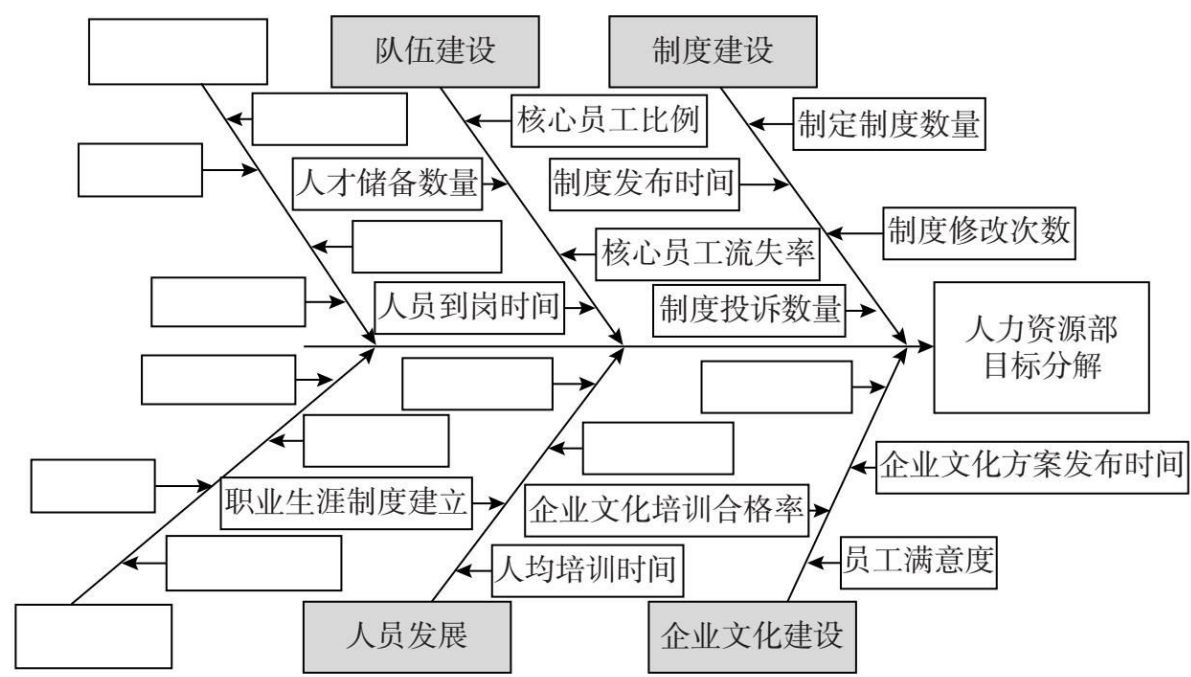 队伍建设
制度建设
核心员工比例
制定制度数量
人才储备数量
制度发布时间
制度修改次数
核心员工流失率
人员到岗时间
制度投诉数量
人力资源部
目标分解
企业文化方案发布时间
职业生涯制度建立
企业文化培训合格率
人均培训时间
员工满意度
人员发展
企业文化建设